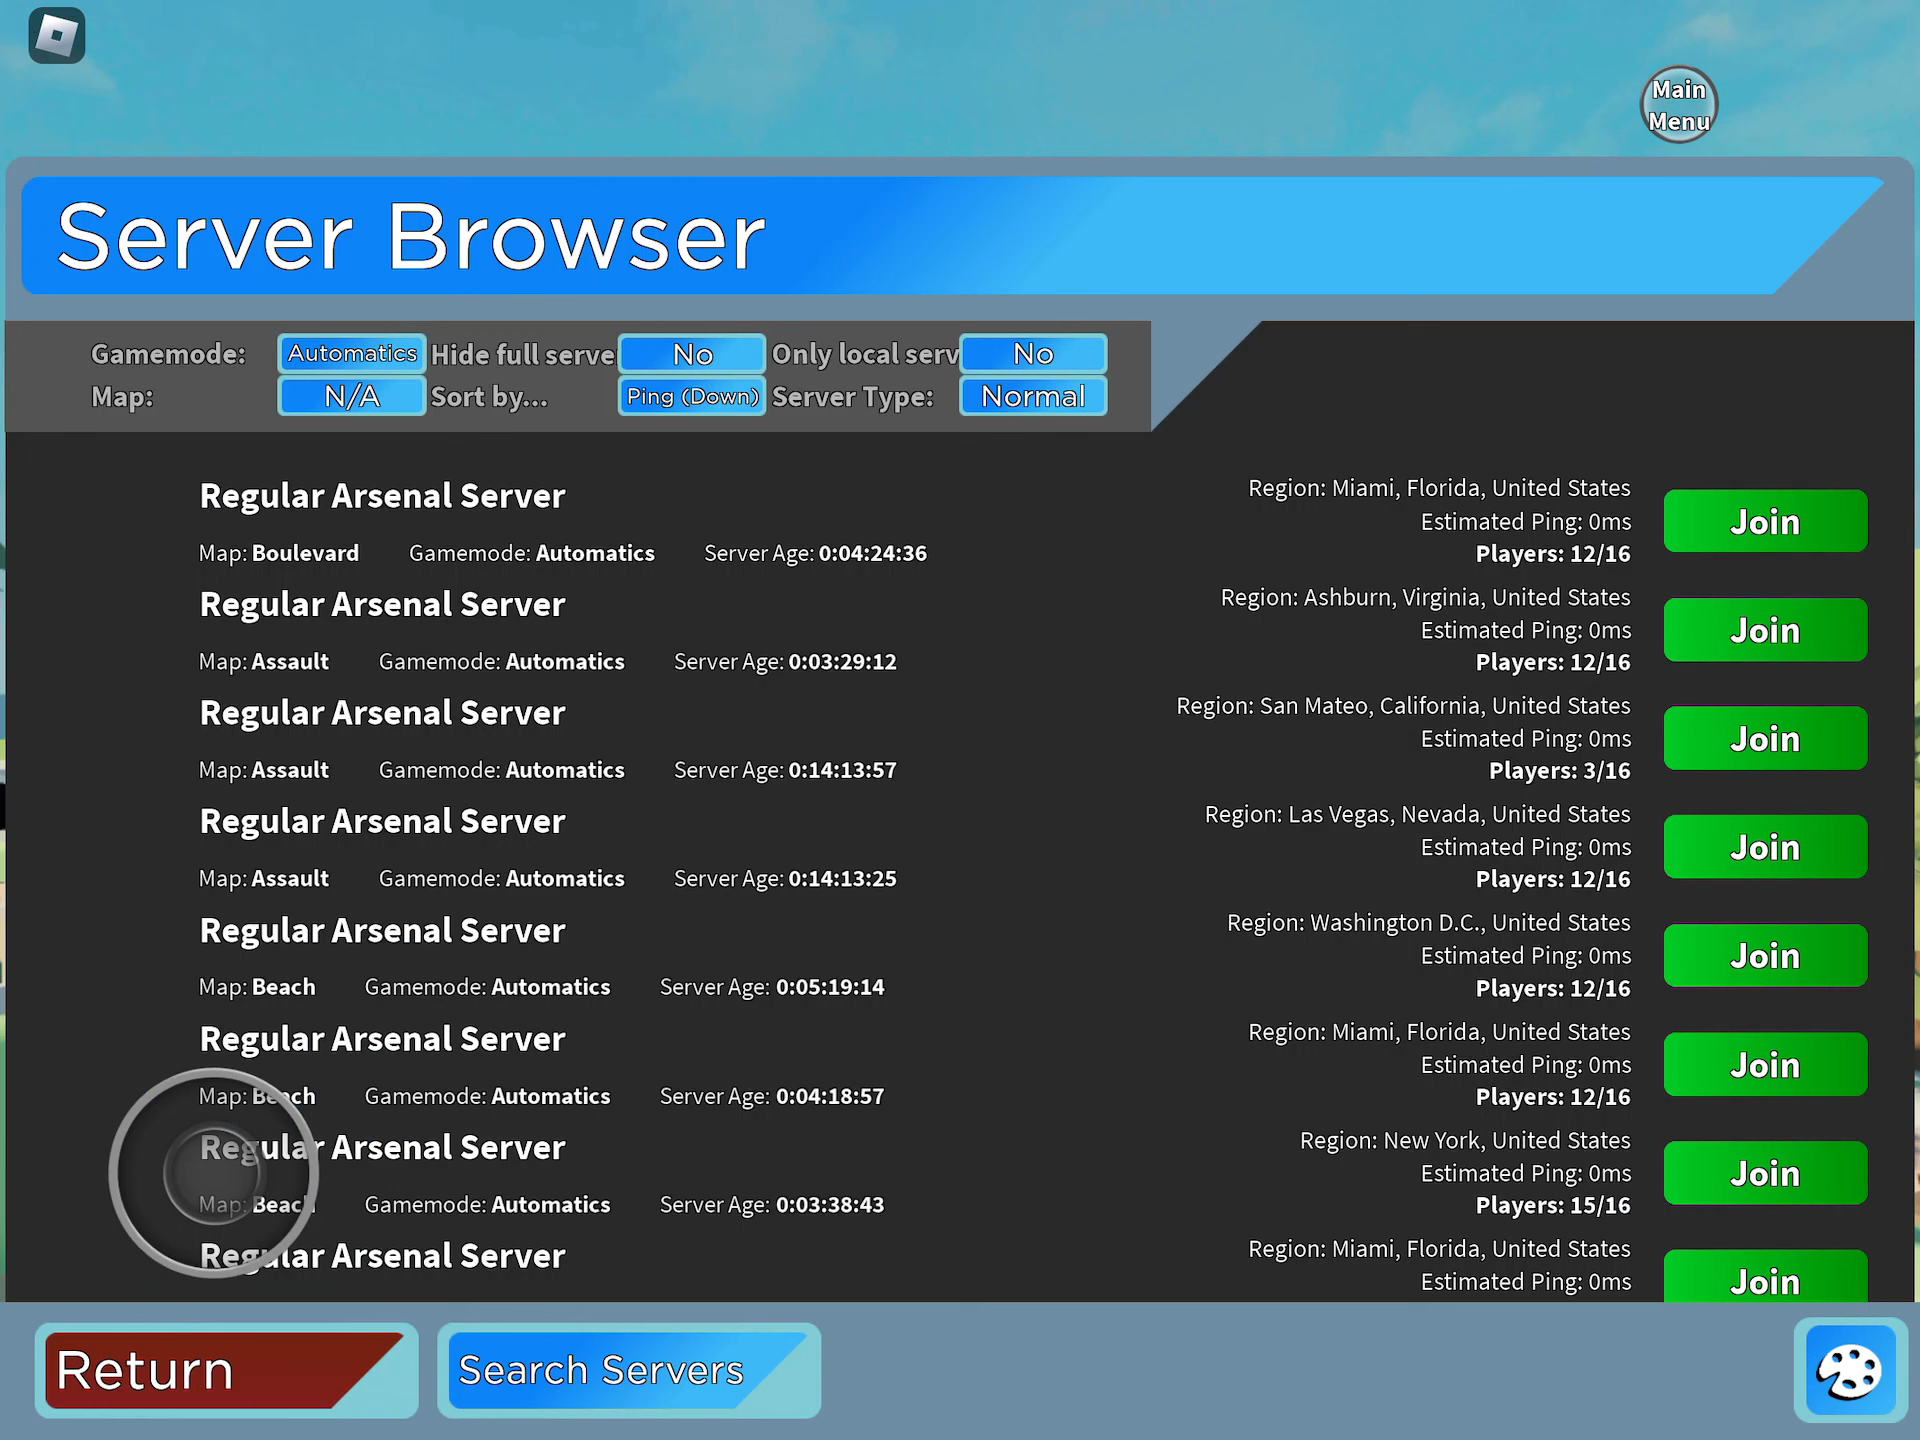 Main
Menu
Server Browser
Gamemode: Automatics Hide full serve No Only local serv No
Map: N/A Sort by... Ping (Down) Server Type: Normal
Regular Arsenal Server
Region: Miami, Florida, United States
Estimated Ping: 0ms
Join
Map: Boulevard Gamemode: Automatics Server Age: 0:04:24:36
Players: 12/16
Regular Arsenal Server
Region: Ashburn, Virginia, United States
Estimated Ping: 0ms
Join
Map: Assault Gamemode: Automatics Server Age: 0:03:29:12
Players: 12/16
Regular Arsenal Server
Region: San Mateo, California, United States
Estimated Ping: 0ms
Join
Map: Assault Gamemode: Automatics Server Age: 0:14:13:57
Players: 3/16
Regular Arsenal Server
Region: Las Vegas, Nevada, United States
Estimated Ping: 0ms
Join
Map: Assault Gamemode: Automatics Server Age: 0:14:13:25
Players: 12/16
Regular Arsenal Server
Region: Washington D.C., United States
Estimated Ping: 0ms
Join
Map: Beach Gamemode: Automatics Server Age: 0:05:19:14
Players: 12/16
Regular Arsenal Server
Region: Miami, Florida, United States
Estimated Ping: 0ms
Join
Map: Beach Gamemode: Automatics Server Age: 0:04:18:57
Players: 12/16
Regular Arsenal Server
Region: New York, United States
Estimated Ping: 0ms
Join
Map: Beach Gamemode: Automatics Server Age: 0:03:38:43
Players: 15/16
Regular Arsenal Server
Region: Miami, Florida, United States
Estimated Ping: 0ms
Join
Return
Search Servers